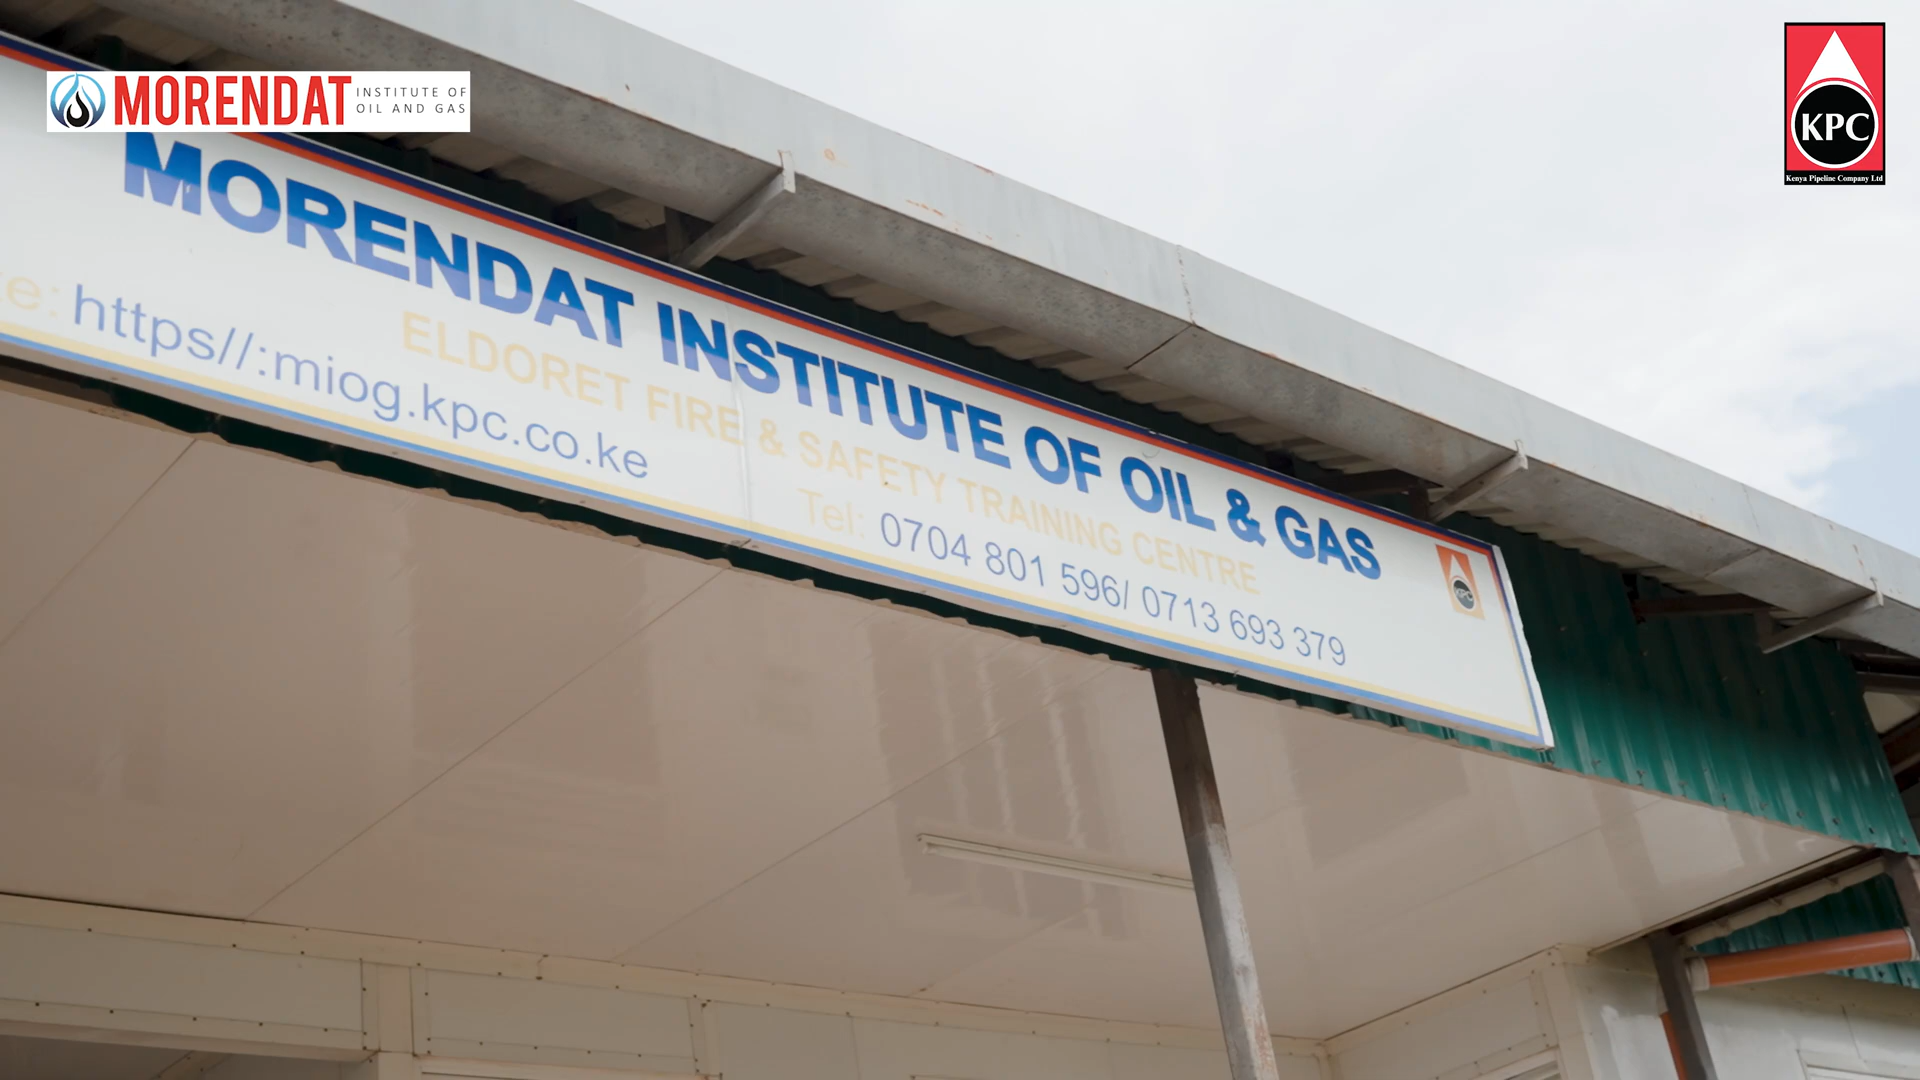 MORENDAT
INSTITUTE OF
OIL AND GAS
KPC
Kenya Pipeline Company Ltd
MORENDAT INSTITUTE OF OIL & GAS
ELDORET FIRE & SAFETY TRAINING CENTRE
https//:miog.kpc.co.ke
Tel: 0704 801 596/ 0713 693 379
KPC